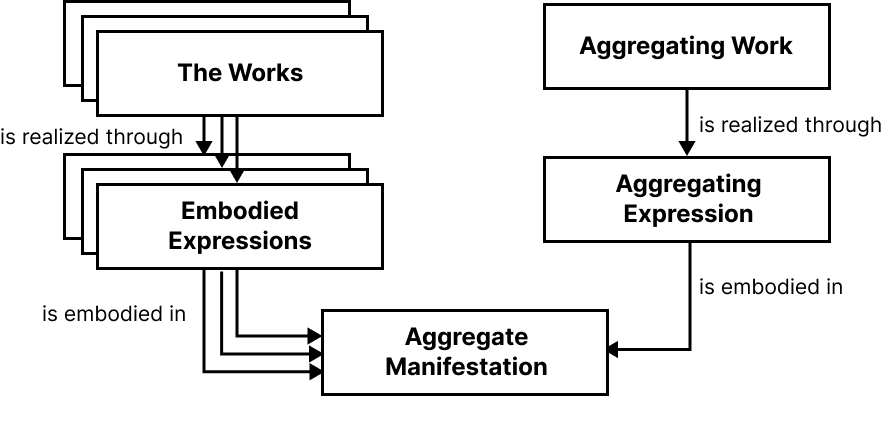 The Works
Aggregating Work
is realized through
is realized through
Embodied
Expressions
Aggregating
Expression
is embodied in
is embodied in
Aggregate
Manifestation